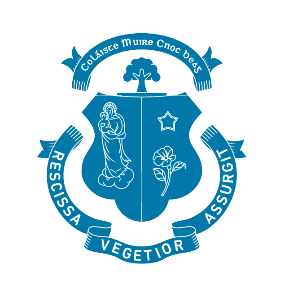 Coláiste Muire Cnoc Beag
RESCISSA
VEGETIOR
ASSURGIT